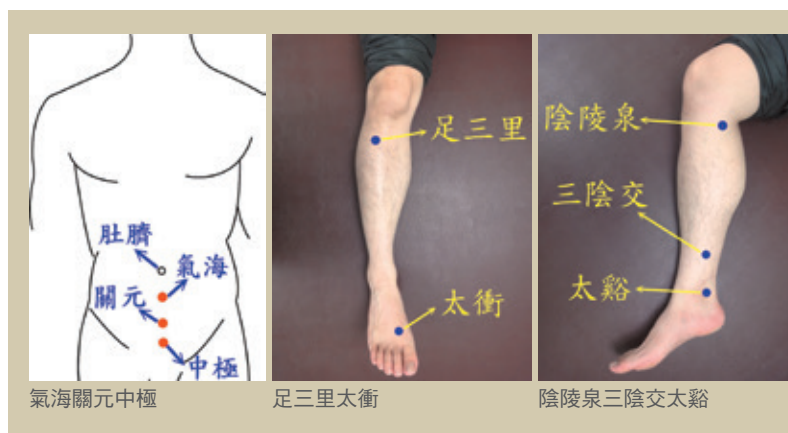 肚臍
氣海
關元
中極
氣海關元中極
足三里
太衝
足三里太衝
陰陵泉
三陰交
太谿
陰陵泉三陰交太谿